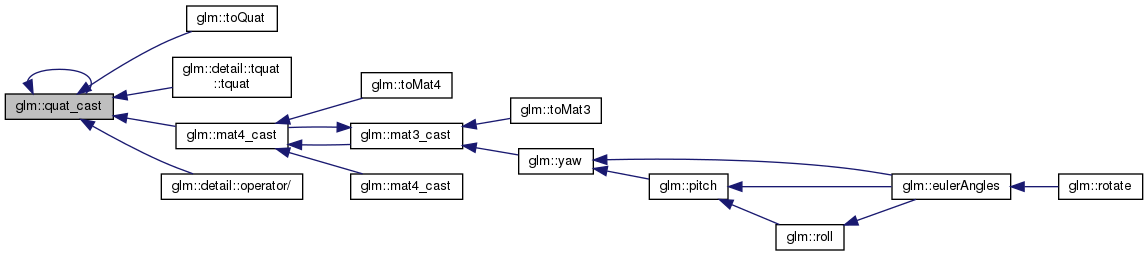 glm::toQuat
glm::detail::tquat
::tquat
glm::quat_cast
glm::toMat4
glm::mat4_cast
glm::toMat3
glm::mat3_cast
glm::yaw
glm::detail::operator/
glm::mat4_cast
glm::pitch
glm::eulerAngles
glm::rotate
glm::roll